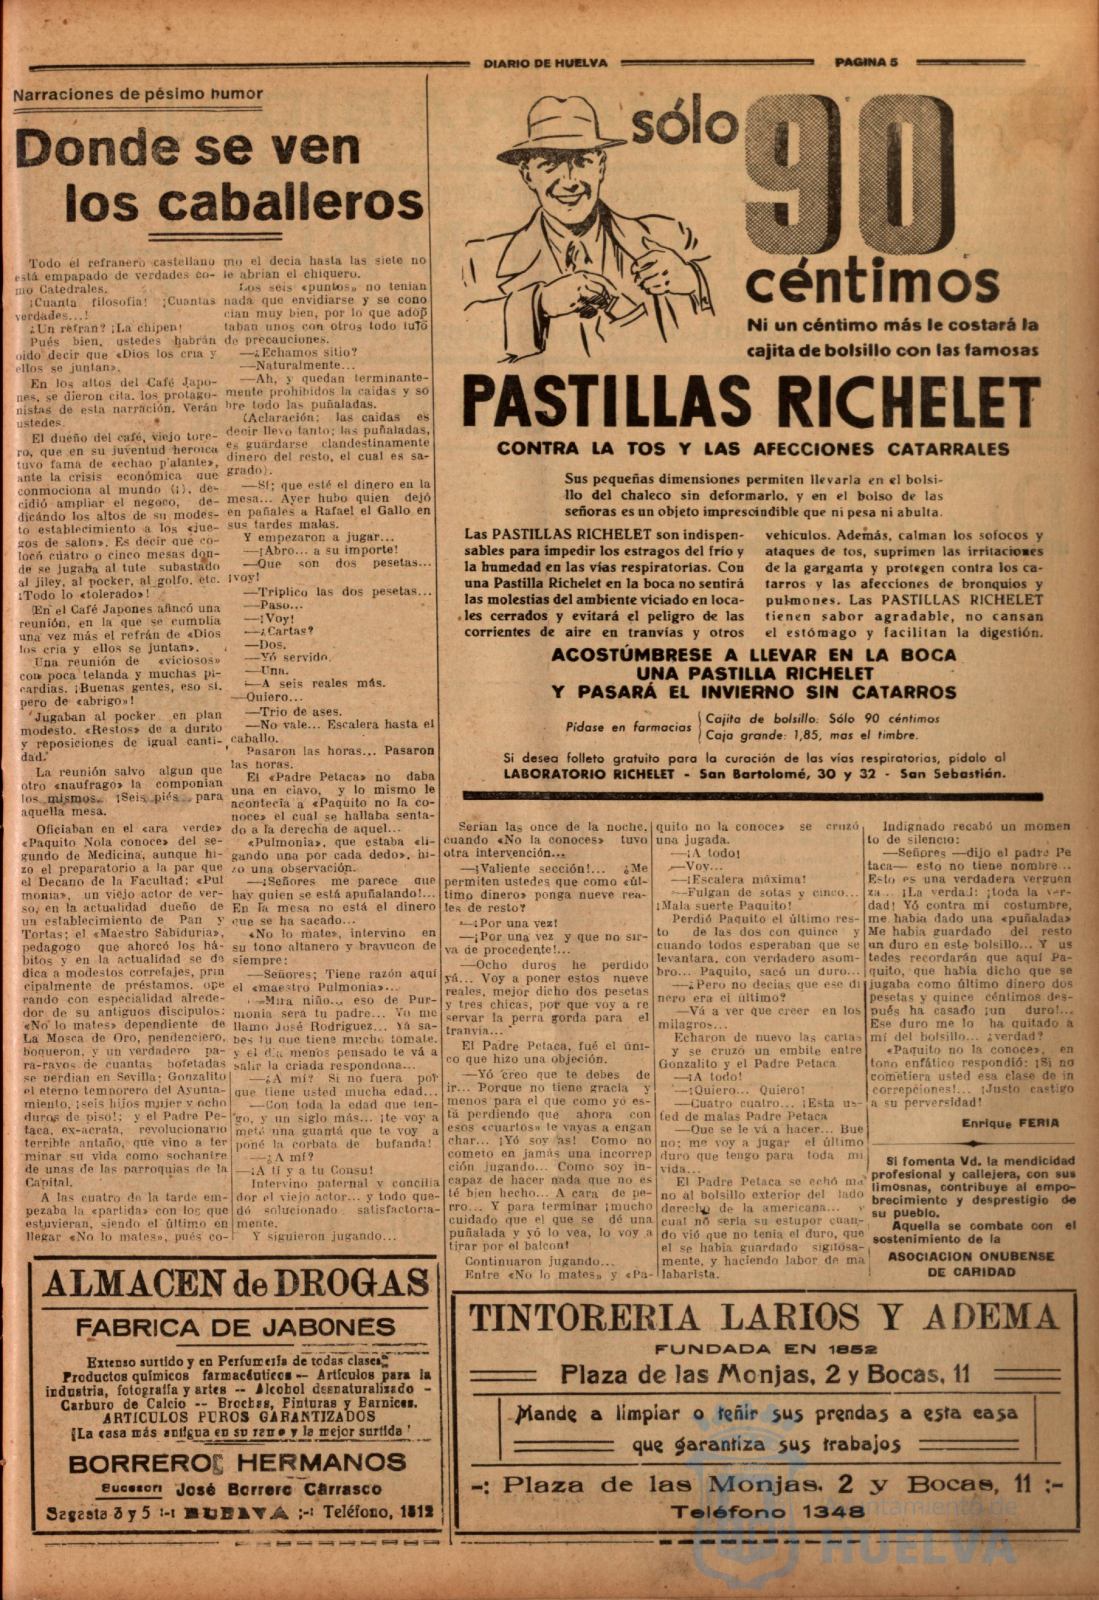 DIARIO DE HUELVA
PAGINA 5
Narraciones de pésimo humor
Donde se ven
los caballeros
Todo el refranero castellano
está empapado de verdades co-
mo Catedrales.
¡Cuanta filosofia! ¡Cuantas
verdades...!
¿Un refran? ¡La chipen!
Pués bien, ustedes habrán
oido decir que «Dios los cria y
ellos se juntan».
En los altos del Café Japo-
nes, se dieron cita, los protago-
nistas de esta narración. Verán
ustedes.
El dueño del café, viejo tore-
ro, que en su juventud heroica
tuvo fama de «echao p'alante»,
ante la crisis económica que
conmociona al mundo (¡), de-
cidió ampliar el negoco, de-
dicándo los altos de su modes-
to establecimiento a los «jue-
gos de salon». Es decir que co-
locó cuatro o cinco mesas don-
de se jugaba al tute subastado
al jiley, al pocker, al golfo, etc.
¡Todo lo «tolerado»!
En el Café Japones afincó una
reunión, en la que se cumplia
una vez más el refrán de «Dios
los cria y ellos se juntan».
Una reunión de «viciosos»
con poca telanda y muchas pi-
cardias. ¡Buenas gentes, eso si,
pero de «abrigo»!
Jugaban al pocker en plan
modesto. «Restos» de a durito
y reposiciones de igual canti-
dad.
La reunión salvo algun que
otro «naufrago» la componian
los mismos. ¡Seis piés para
aquella mesa.
Oficiaban en el «ara verde»
«Paquito Nola conoce» del se-
gundo de Medicina, aunque hi-
zo el preparatorio a la par que
el Decano de la Facultad; «Pul
monia», un viejo actor de ver-
so, en la actualidad dueño de
un establecimiento de Pan y
Tortas; el «Maestro Sabiduria»,
pedagogo que ahorcó los há-
bitos y en la actualidad se de
dica a modestos corretajes, prin
cipalmente de préstamos, ope
rando con especialidad alrede-
dor de su antiguos discipulos;
«No lo mates» dependiente de
La Mosca de Oro, pendenciero,
boqueron, y un verdadero pa-
ra-rayos de cuantas bofetadas
se perdian en Sevilla; Gonzalito
el eterno temporero del Ayunta-
miento, ¡seis hijos mujer y ocho
duros de piso!; y el Padre Pe-
taca, ex-acrata, revolucionario
terrible antaño, que vino a ter
minar su vida como sochantre
de unas de las parroquias de la
Capital.
A las cuatro de la tarde em-
pezaba la «partida» con los que
estuvieran, siendo el último en
llegar «No lo mates», pués co-
mo el decia hasta las siete no
le abrian el chiquero.
Los seis «puntos» no tenian
nada que envidiarse y se cono
cian muy bien, por lo que adop
taban unos con otros todo lujo
de precauciones.
—¿Echamos sitio?
—Naturalmente...
—Ah, y quedan terminante-
mente prohibidos la caidas y so
bre todo las puñaladas.
(Aclaración; las caidas es
decir llevo tanto; las puñaladas,
es guardarse clandestinamente
dinero del resto, el cual es sa-
grado).
—Si; que esté el dinero en la
mesa... Ayer hubo quien dejó
en pañales a Rafael el Gallo en
sus tardes malas.
Y empezaron a jugar...
—¡Abro... a su importe!
—Que son dos pesetas...
¡voy!
—Triplico las dos pesetas...
—Paso...
—¡Voy!
—¿Cartas?
—Dos.
—Yó servido.
—Una.
—A seis reales más.
—Quiero...
—Trio de ases.
—No vale... Escalera hasta el
caballo.
Pasaron las horas... Pasaron
las horas.
El «Padre Petaca» no daba
una en clavo, y lo mismo le
acontecia a «Paquito no la co-
noce» el cual se hallaba senta-
do a la derecha de aquel...
«Pulmonia», que estaba «li-
gando una por cada dedo», hi-
zo una observación.
—¡Señores me parece que
hay quien se está apuñalando!...
En la mesa no está el dinero
que se ha sacado...
«No lo mate», intervino en
su tono altanero y bravucon de
siempre:
—Señores; Tiene razón aqui
el «maestro Pulmonia»...
—Mira niño... eso de Pur-
monia será tu padre... Yo me
llamo José Rodriguez... Yá sa-
bes tu que tiene mucho tomate,
y el dia menos pensado te vá a
salir la criada respondona...
—¿A mi? Si no fuera por
que tiene usted mucha edad...
—Con toda la edad que ten-
go, y un siglo más... ¡te voy a
meté una guantá que te voy a
poné la corbata de bufanda!
—¿A mi?
—¡A ti y a tu Consu!
Intervino paternal y concilia
dor el viejo actor... y todo que-
dó solucionado satisfactoria-
mente.
Y siguieron jugando...
sólo 90
céntimos
Ni un céntimo más le costará la
cajita de bolsillo con las famosas
PASTILLAS RICHELET
CONTRA LA TOS Y LAS AFECCIONES CATARRALES
Sus pequeñas dimensiones permiten llevarla en el bolsi-
llo del chaleco sin deformarlo, y en el bolso de las
señoras es un objeto imprescindible que ni pesa ni abulta.
Las PASTILLAS RICHELET son indispen-
sables para impedir los estragos del frío y
la humedad en las vías respiratorias. Con
una Pastilla Richelet en la boca no sentirá
las molestias del ambiente viciado en loca-
les cerrados y evitará el peligro de las
corrientes de aire en tranvías y otros
vehículos. Además, calman los sofocos y
ataques de tos, suprimen las irritaciones
de la garganta y protegen contra los ca-
tarros y las afecciones de bronquios y
pulmones. Las PASTILLAS RICHELET
tienen sabor agradable, no cansan
el estómago y facilitan la digestión.
ACOSTÚMBRESE A LLEVAR EN LA BOCA
UNA PASTILLA RICHELET
Y PASARÁ EL INVIERNO SIN CATARROS
Pídase en farmacias
Cajita de bolsillo: Sólo 90 céntimos
Caja grande: 1,85, mas el timbre.
Si desea folleto gratuito para la curación de las vías respiratorias, pídalo al
LABORATORIO RICHELET - San Bartolomé, 30 y 32 - San Sebastián.
Serian las once de la noche,
cuando «No la conoces» tuvo
otra intervención...
—¡Valiente sección!... ¿Me
permiten ustedes que como «úl-
timo dinero» ponga nueve rea-
les de resto?
—¡Por una vez!
—¡Por una vez y que no sir-
va de precedente!...
—Ocho duros he perdido
yá... Voy a poner estos nueve
reales, mejor dicho dos pesetas
y tres chicas, por que voy a re
servar la perra gorda para el
tranvia...
El Padre Petaca, fué el úni-
co que hizo una objeción.
—Yó creo que te debes de
ir... Porque no tiene gracia y
menos para el que como yó es-
tá perdiendo que ahora con
esos «cuartos» te vayas a engan
char... ¡Yó soy as! Como no
cometo en jamás una incorrep
ción jugando... Como soy in-
capaz de hacer nada que no es
té bien hecho... A cara de pe-
rro... Y para terminar ¡mucho
cuidado que el que se dé una
puñalada y yó lo vea, lo voy a
tirar por el balcon!
Continuaron jugando...
Entre «No lo mates» y «Pa-
quito no la conoce» se cruzó
una jugada.
—¡A todo!
—Voy...
—¡Escalera máxima!
—Fulgan de sotas y cinco...
¡Mala suerte Paquito!
Perdió Paquito el último res-
to de las dos con quince y
cuando todos esperaban que se
levantara, con verdadero asom-
bro... Paquito, sacó un duro...
—¿Pero no decias que ese di
nero era el último?
—Vá a ver que creer en los
milagros...
Echaron de nuevo las cartas
y se cruzó un embite entre
Gonzalito y el Padre Petaca
—¡A todo!
—¡Quiero... Quiero!
—Cuatro cuatro... ¡Esta us-
ted de malas Padre Petaca
—Que se le vá a hacer... Bue
no; me voy a jugar el último
duro que tengo para toda mi
vida...
El Padre Petaca se echó ma
no al bolsillo exterior del lado
derecho de la americana... y
cual nó seria su estupor cuan-
do vió que no tenia el duro, que
el se habia guardado sigilosa-
mente, y haciendo labor de ma
labarista.
Indignado recabó un momen
to de silencio:
—Señores —dijo el padre Pe
taca— esto no tiene nombre...
Esto es una verdadera verguen
za... ¡La verdad: ¡toda la ver-
dad! Yó contra mi costumbre,
me habia dado una «puñalada»
Me habia guardado del resto
un duro en este bolsillo... Y us
tedes recordarán que aqui Pa-
quito, que habia dicho que se
jugaba como último dinero dos
pesetas y quince céntimos des-
pués ha casado ¡un duro!...
Ese duro me lo ha quitado a
mi del bolsillo... ¿verdad?
«Paquito no la conoce», en
tono enfático respondió: ¡Si no
cometiera usted esa clase de in
correpciones!... ¡Justo castigo
a su perversidad!
Enrique FERIA
Si fomenta Vd. la mendicidad
profesional y callejera, con sus
limosnas, contribuye al empo-
brecimiento y desprestigio de
su pueblo.
Aquella se combate con el
sostenimiento de la
ASOCIACION ONUBENSE
DE CARIDAD
ALMACEN de DROGAS
FABRICA DE JABONES
Extenso surtido y en Perfumería de todas clases
Productos químicos farmacéuticos -- Artículos para la
industria, fotografía y artes -- Alcohol desnaturalizado -
Carburo de Calcio -- Brochas, Pinturas y Barnices.
ARTICULOS PUROS GARANTIZADOS
¡La casa más antigua en su ramo y la mejor surtida!
BORRERO HERMANOS
Sucesor: José Borrero Carrasco
Sagasta 3 y 5 :-: HUELVA :-: Teléfono, 1812
TINTORERIA LARIOS Y ADEMA
FUNDADA EN 1852
Plaza de las Monjas, 2 y Bocas, 11
Mande a limpiar o teñir sus prendas a esta casa
que garantiza sus trabajos
-: Plaza de las Monjas, 2 y Bocas, 11 :-
Teléfono 1348
Ayuntamiento de
HUELVA